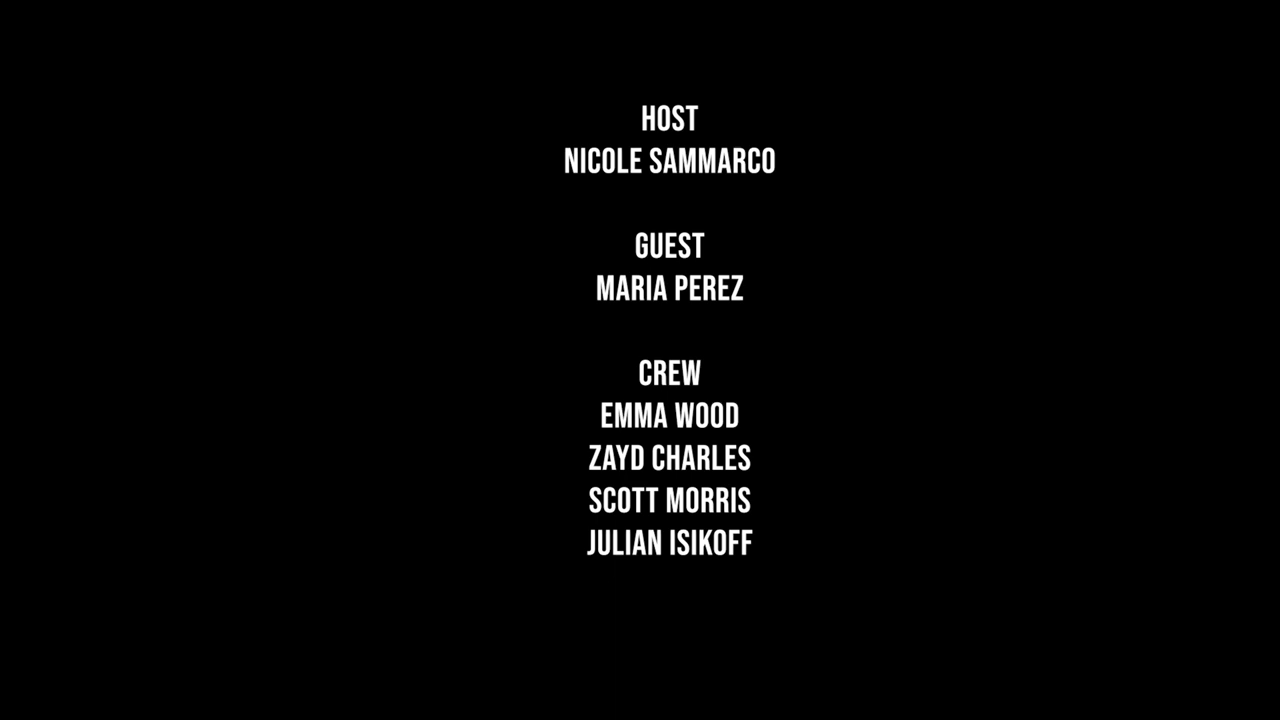 HOST
NICOLE SAMMARCO
GUEST
MARIA PEREZ
CREW
EMMA WOOD
ZAYD CHARLES
SCOTT MORRIS
JULIAN ISIKOFF